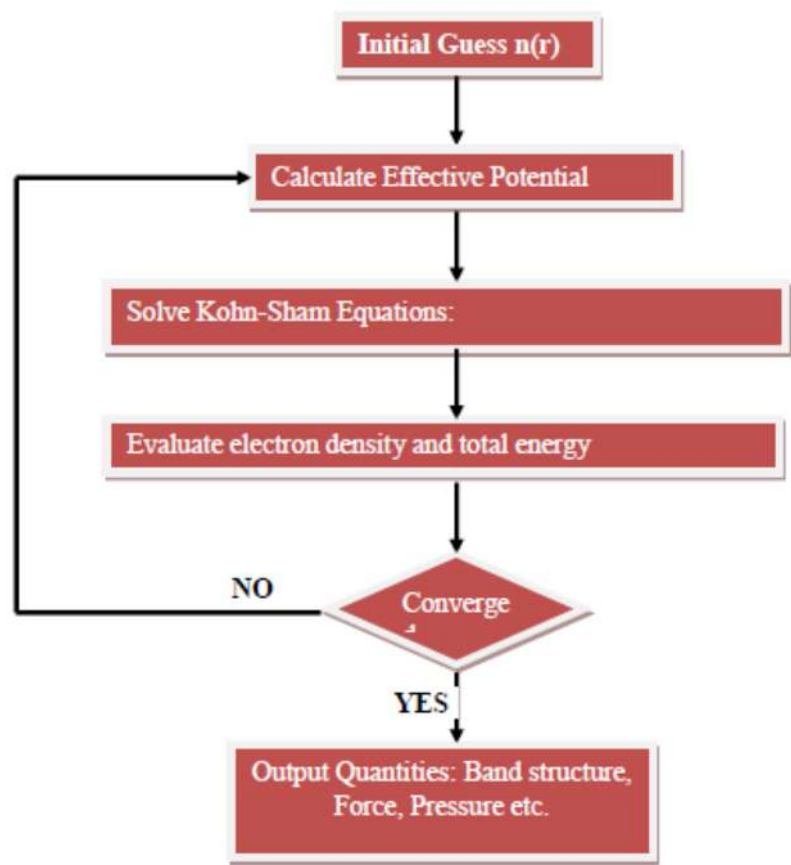 Initial Guess n(r)
Calculate Effective Potential
Solve Kohn-Sham Equations:
Evaluate electron density and total energy
NO
Converge
YES
Output Quantities: Band structure,
Force, Pressure etc.